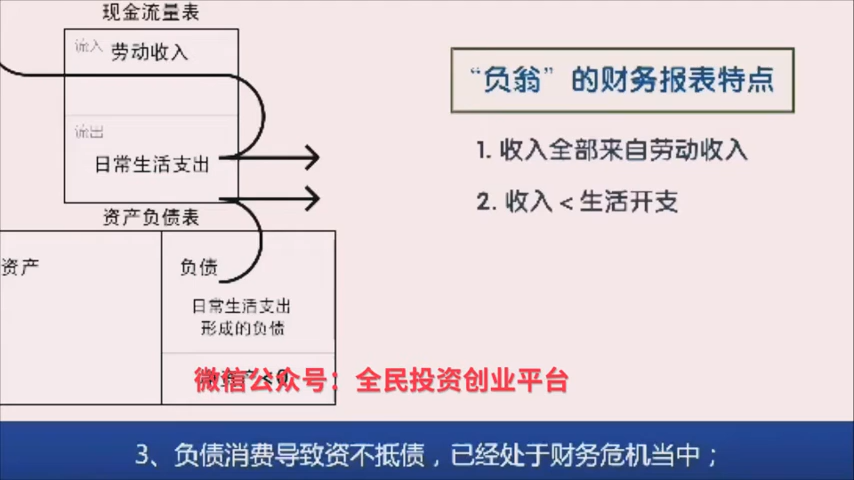 现金流量表
流入
劳动收入
流出
日常生活支出
资产负债表
资产
负债
日常生活支出
形成的负债
“负翁”的财务报表特点
1. 收入全部来自劳动收入
2. 收入<生活开支
微信公众号：全民投资创业平台
3、负债消费导致资不抵债，已经处于财务危机当中；